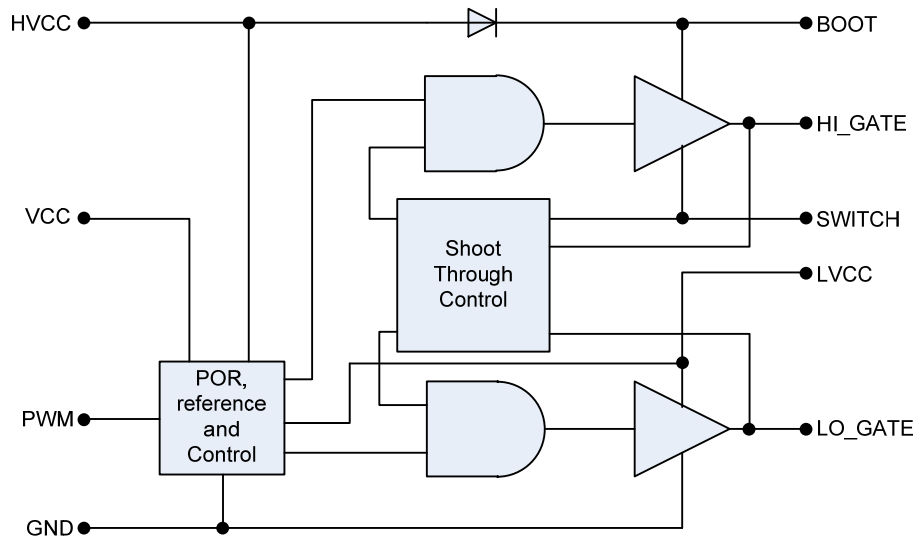 HVCC
BOOT
HI_GATE
VCC
SWITCH
Shoot
Through
Control
LVCC
POR,
reference
and
Control
PWM
LO_GATE
GND